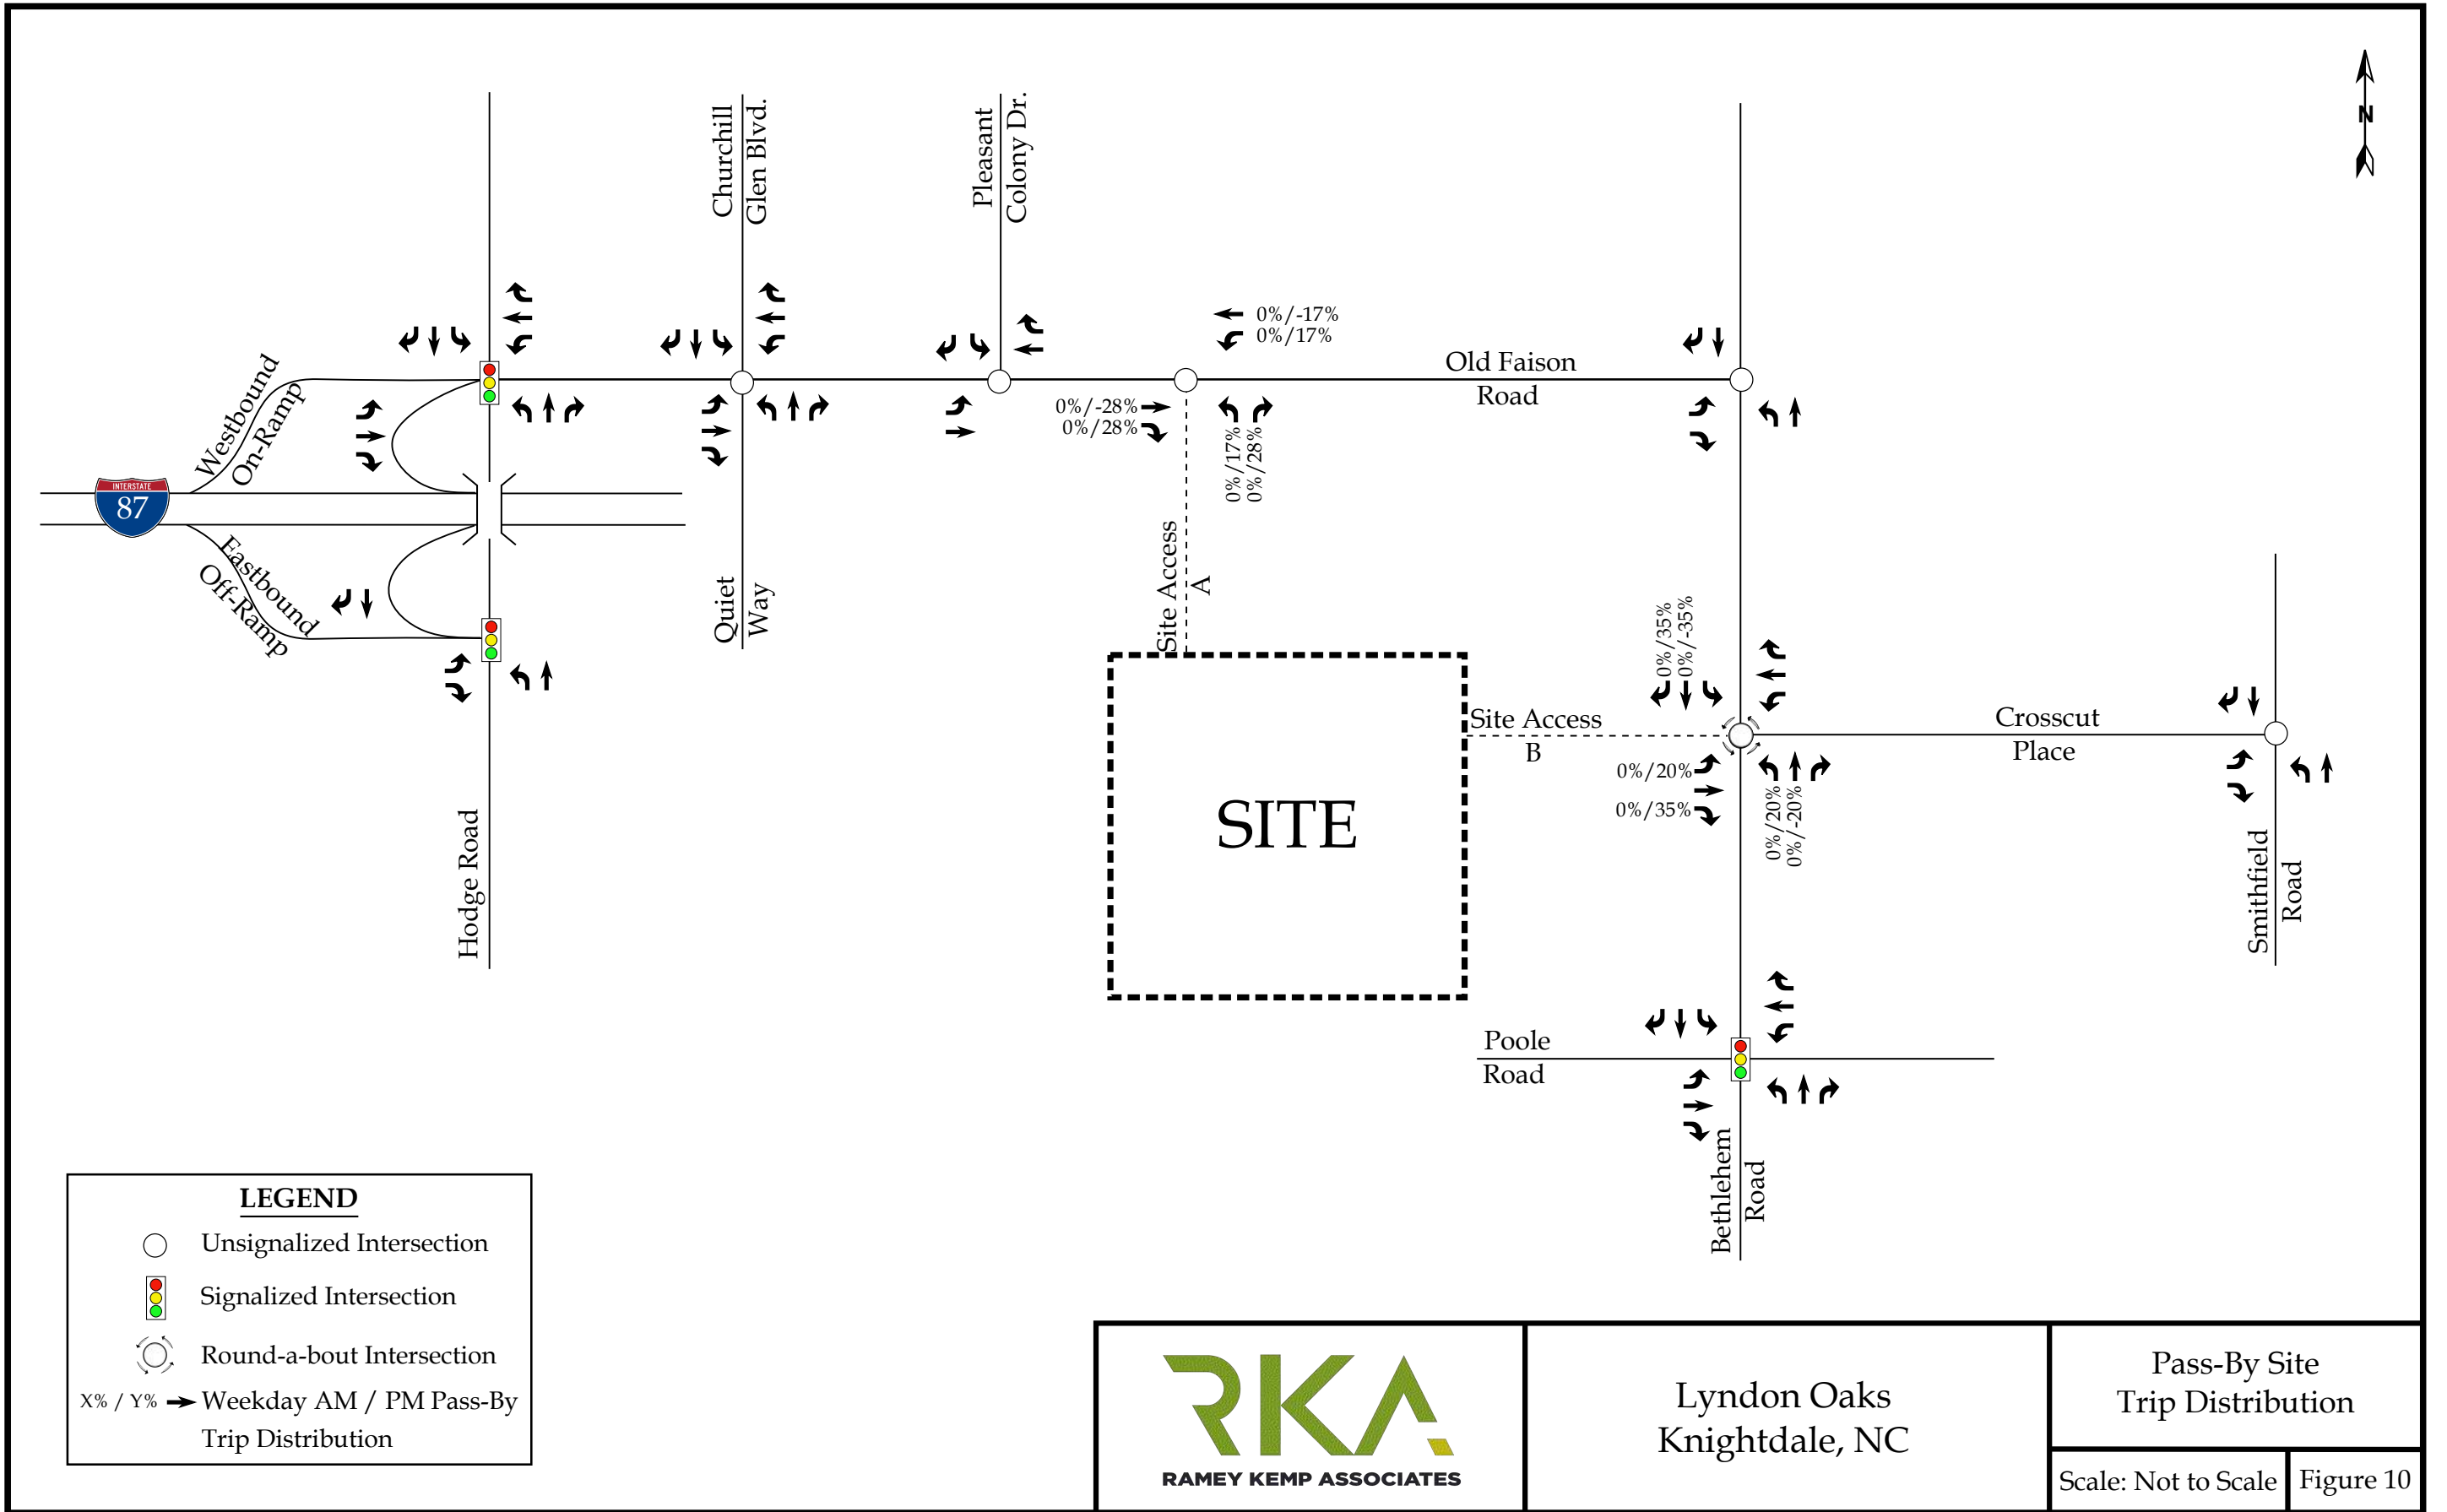 N
Churchill
Glen Blvd.
Pleasant
Colony Dr.
0%/-17%
0%/17%
Old Faison
Road
Westbound
On-Ramp
0%/-28%
0%/28%
0%/17%
0%/28%
INTERSTATE
87
Eastbound
Off-Ramp
Quiet
Way
Site Access
A
0%/35%
0%/-35%
Site Access
B
Crosscut
Place
0%/20%
0%/35%
0%/20%
0%/-20%
SITE
Hodge Road
Smithfield
Road
Poole
Road
Bethlehem
Road
LEGEND
Unsignalized Intersection
Signalized Intersection
Round-a-bout Intersection
X% / Y% Weekday AM / PM Pass-By
Trip Distribution
RKA
RAMEY KEMP ASSOCIATES
Lyndon Oaks
Knightdale, NC
Pass-By Site
Trip Distribution
Scale: Not to Scale
Figure 10